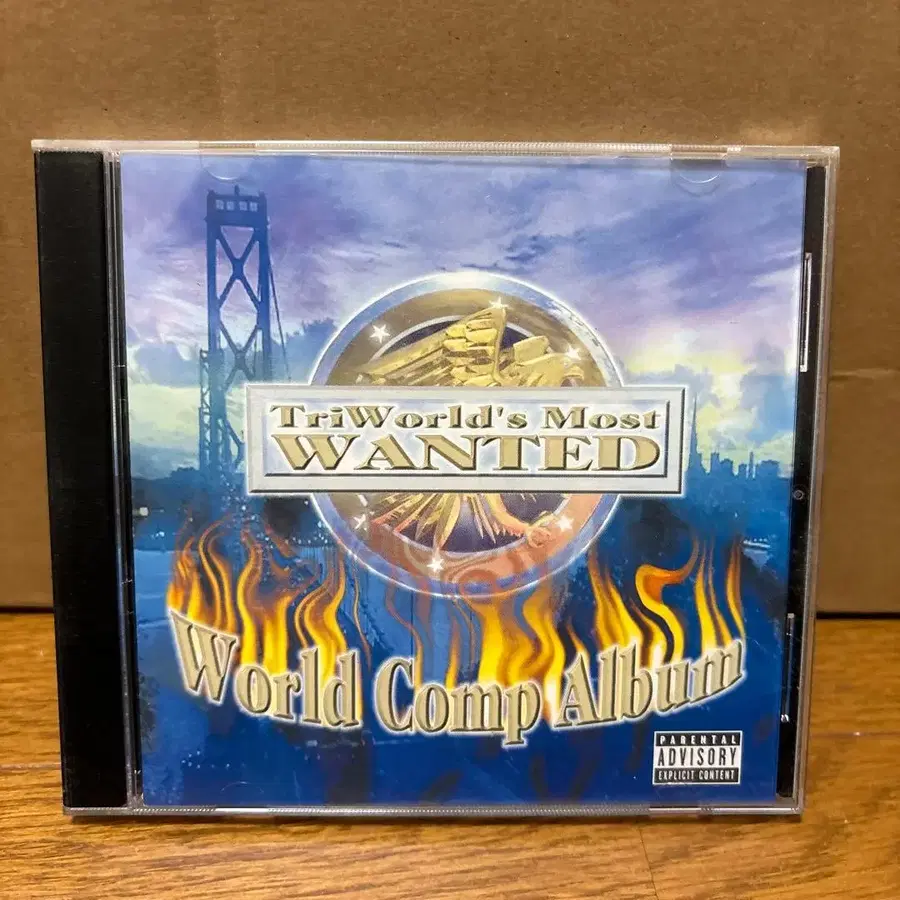 TriWorld's Most
WANTED
World Comp Album
PARENTAL
ADVISORY
EXPLICIT CONTENT